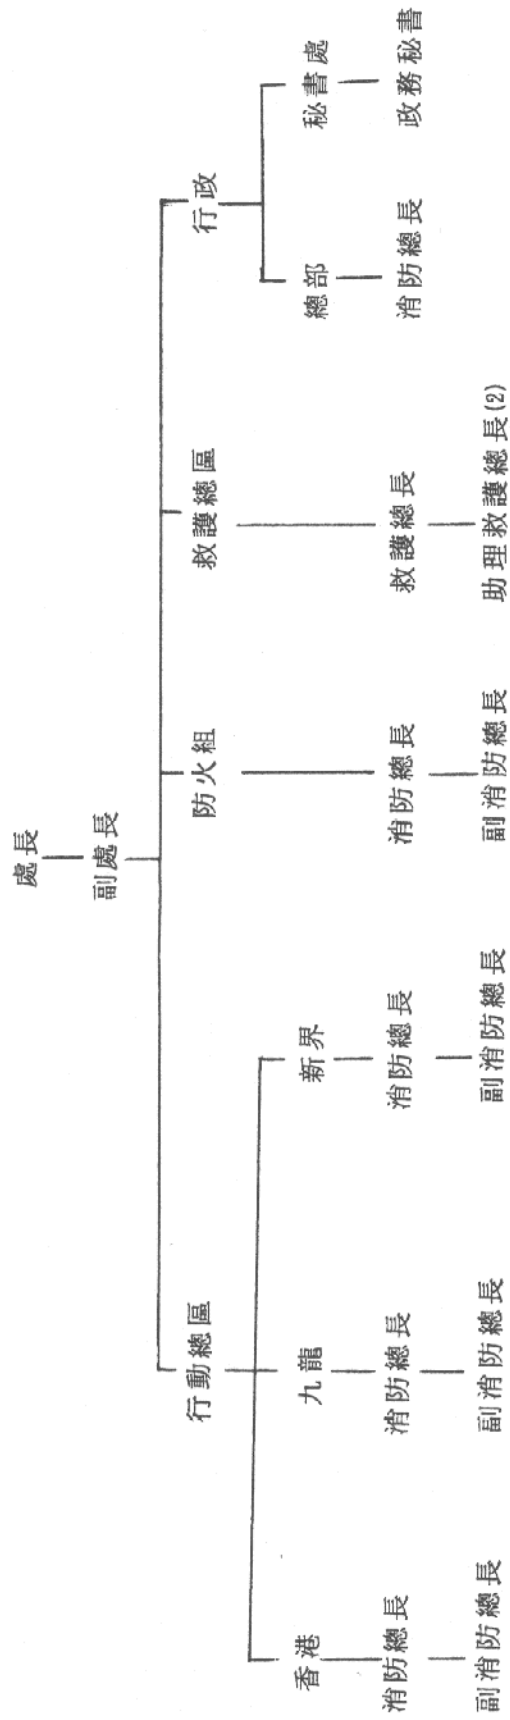 處長
副處長
行動總區
防火組
救護總區
行政
香港
九龍
新界
總部
秘書處
消防總長
消防總長
消防總長
消防總長
救護總長
消防總長
政務秘書
副消防總長
副消防總長
副消防總長
副消防總長
助理救護總長(2)